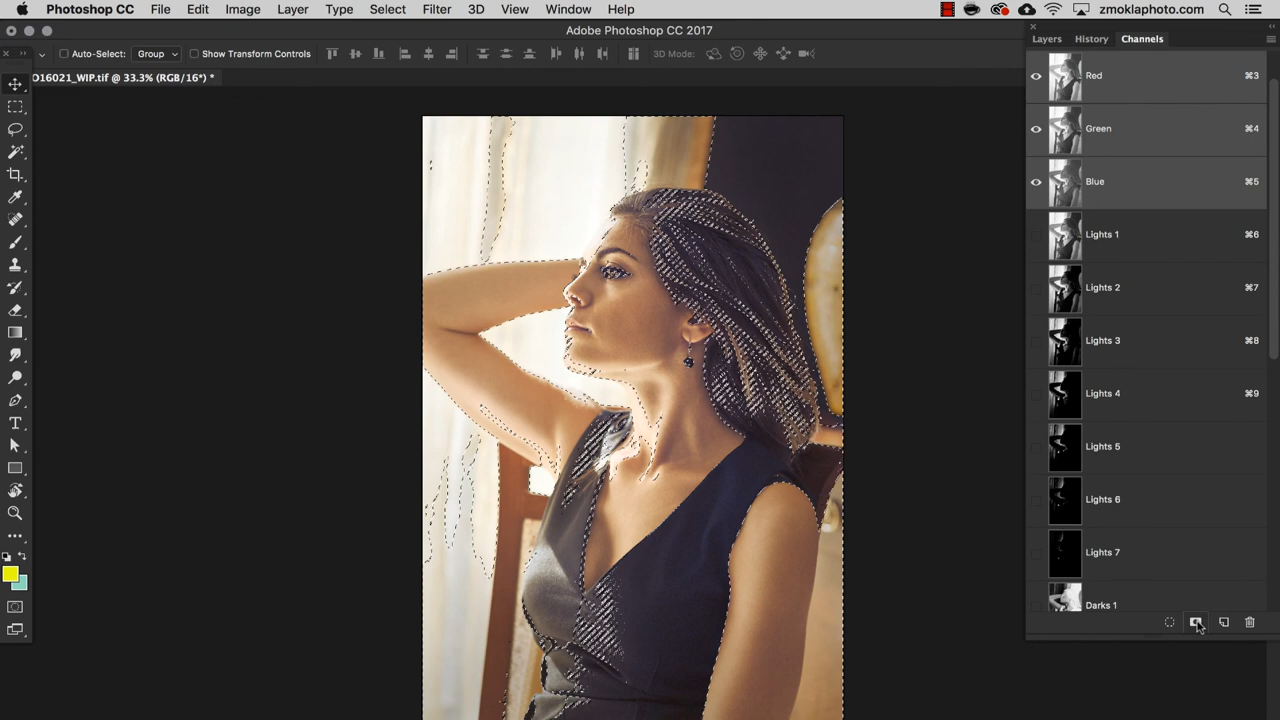 Photoshop CC File Edit Image Layer Type Select Filter 3D View Window Help zmoklaphoto.com
Adobe Photoshop CC 2017
Auto-Select: Group Show Transform Controls 3D Mode:
O16021_WIP.tif @ 33.3% (RGB/16*) *
Layers History Channels
Red ⌘3
Green ⌘4
Blue ⌘5
Lights 1 ⌘6
Lights 2 ⌘7
Lights 3 ⌘8
Lights 4 ⌘9
Lights 5
Lights 6
Lights 7
Darks 1